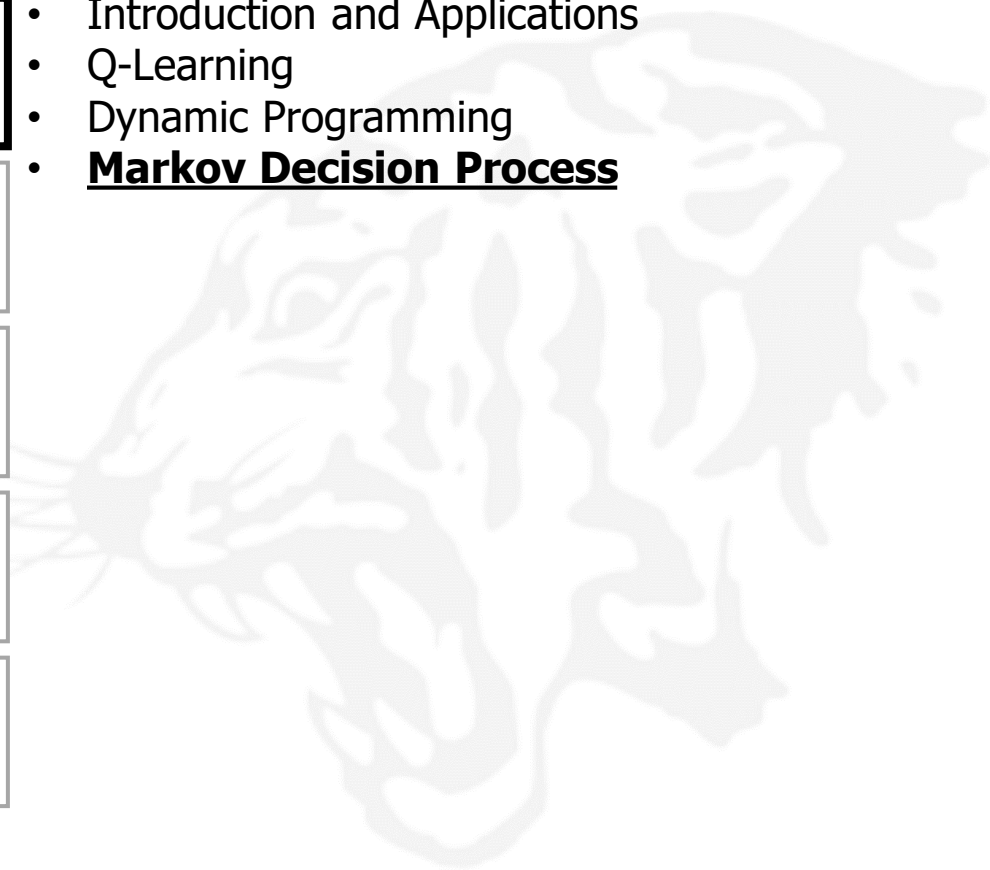 • Introduction and Applications
• Q-Learning
• Dynamic Programming
• Markov Decision Process